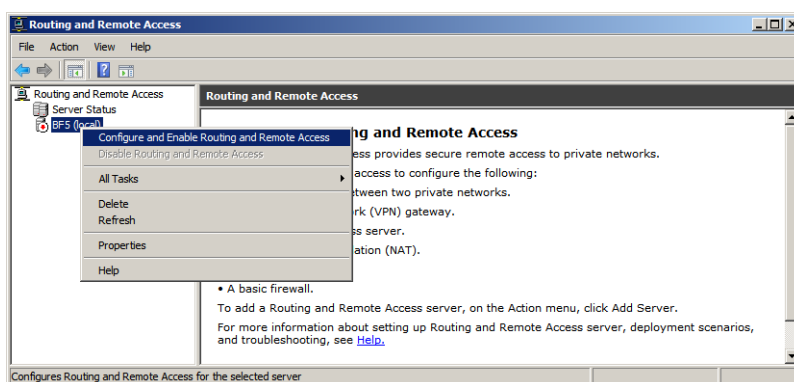 Routing and Remote Access
File Action View Help
Routing and Remote Access
Server Status
BF5 (local)
Routing and Remote Access
Configure and Enable Routing and Remote Access
Disable Routing and Remote Access
All Tasks
Delete
Refresh
Properties
Help
ng and Remote Access
ess provides secure remote access to private networks.
access to configure the following:
etween two private networks.
rk (VPN) gateway.
ss server.
ation (NAT).
• A basic firewall.
To add a Routing and Remote Access server, on the Action menu, click Add Server.
For more information about setting up Routing and Remote Access server, deployment scenarios,
and troubleshooting, see Help.
Configures Routing and Remote Access for the selected server